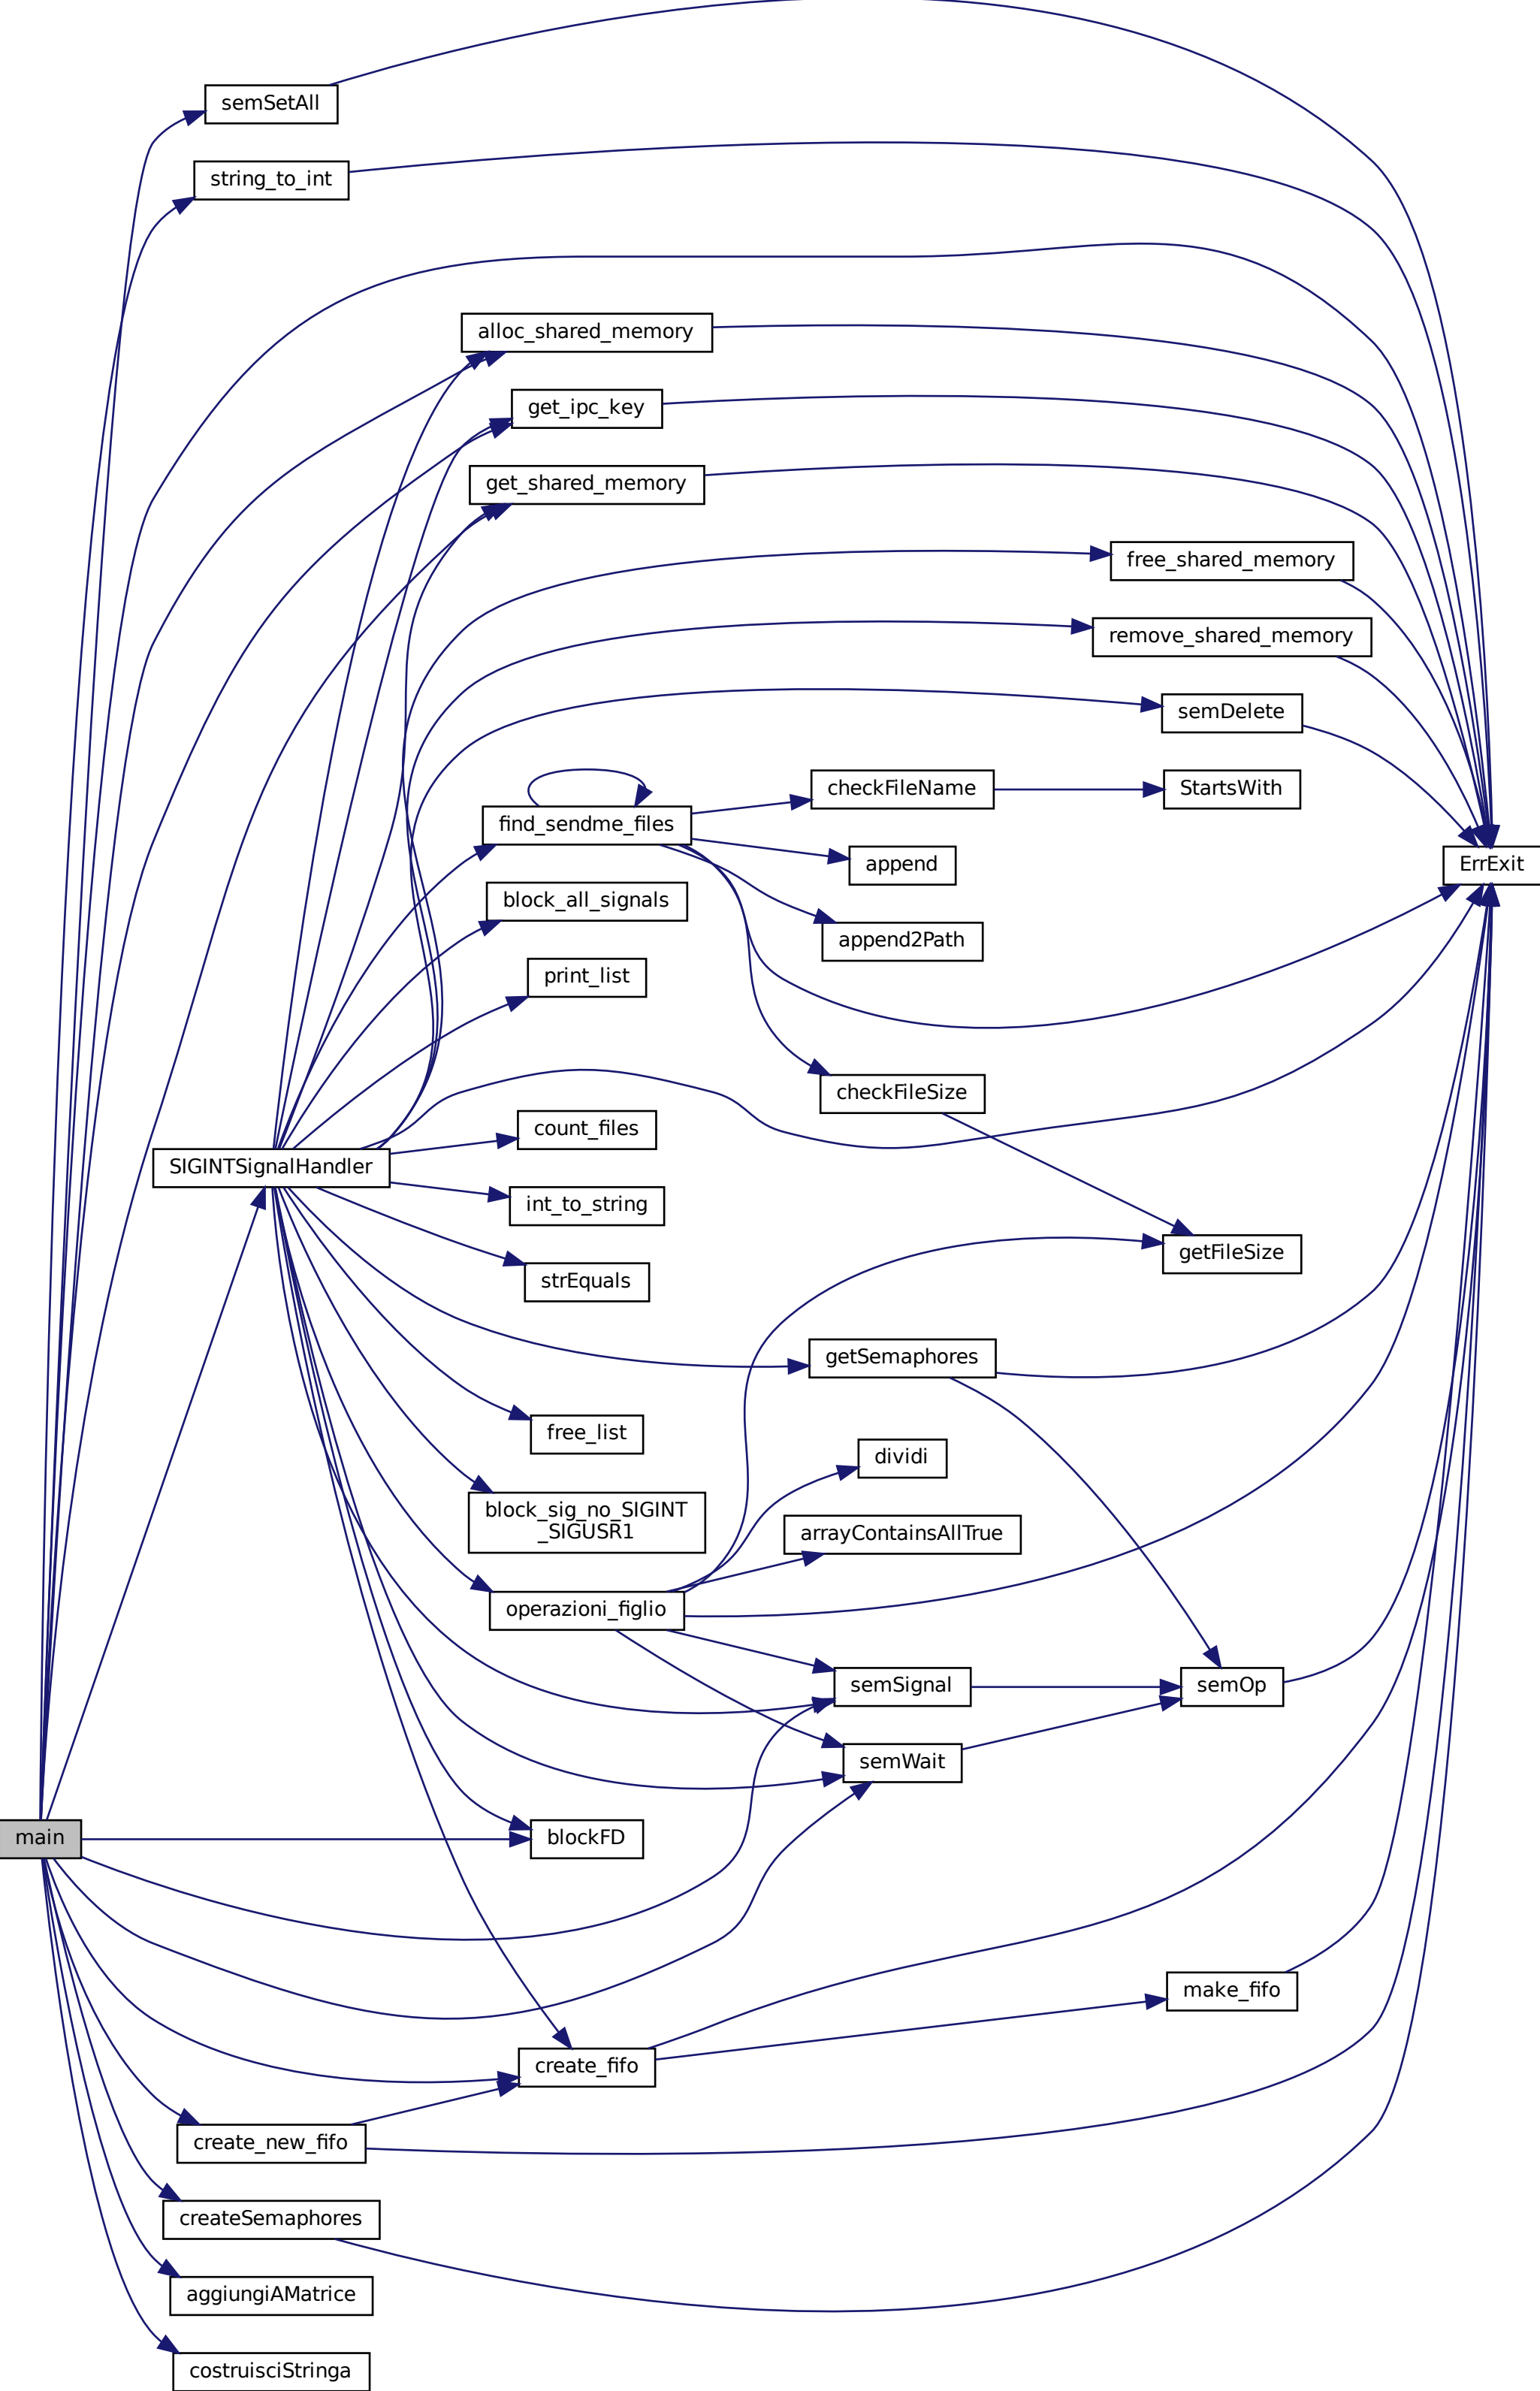 semSetAll
string_to_int
alloc_shared_memory
get_ipc_key
get_shared_memory
free_shared_memory
remove_shared_memory
semDelete
checkFileName
StartsWith
find_sendme_files
append
ErrExit
block_all_signals
append2Path
print_list
checkFileSize
count_files
SIGINTSignalHandler
int_to_string
getFileSize
strEquals
getSemaphores
free_list
dividi
block_sig_no_SIGINT
_SIGUSR1
arrayContainsAllTrue
operazioni_figlio
semSignal
semOp
semWait
main
blockFD
make_fifo
create_fifo
create_new_fifo
createSemaphores
aggiungiAMatrice
costruisciStringa